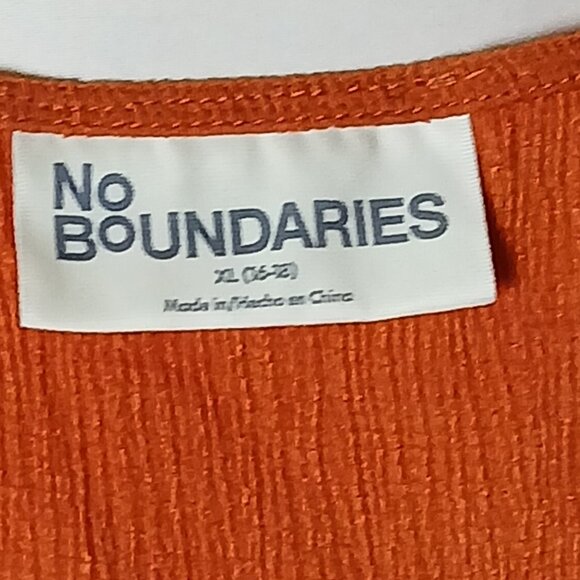 No
BOUNDARIES
XL (16-18)
Made in/Hecho en China